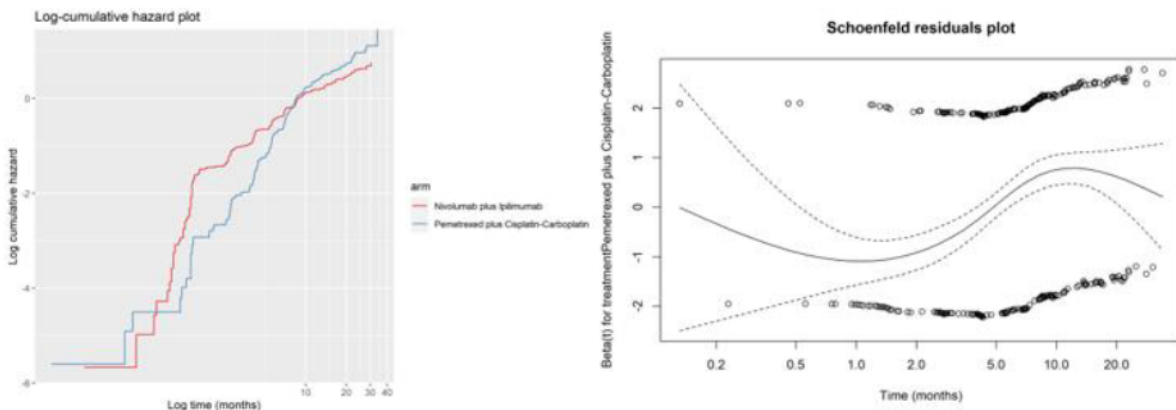 Log-cumulative hazard plot
Log cumulative hazard
0
-2
-4
-6
10
20
30
40
Log time (months)
arm
Nivolumab plus Ipilimumab
Pemetrexed plus Cisplatin-Carboplatin
Schoenfeld residuals plot
Beta(t) for treatmentPemetrexed plus Cisplatin-Carboplatin
2
1
0
-1
-2
0.2
0.5
1.0
2.0
5.0
10.0
20.0
Time (months)